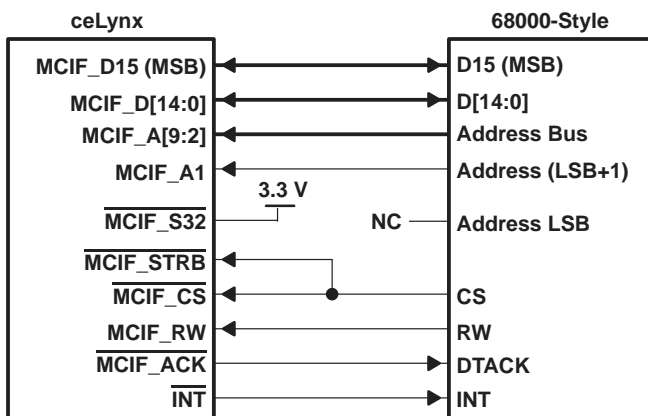 ceLynx 68000-Style
MCIF_D15 (MSB) D15 (MSB)
MCIF_D[14:0] D[14:0]
MCIF_A[9:2] Address Bus
MCIF_A1 Address (LSB+1)
3.3 V
MCIF_S32 NC Address LSB
MCIF_STRB
MCIF_CS CS
MCIF_RW RW
MCIF_ACK DTACK
INT INT